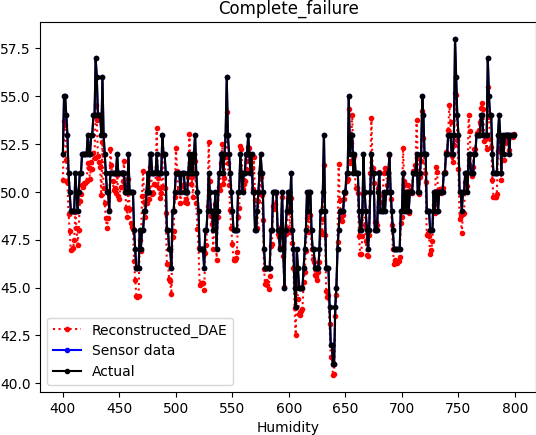 Complete_failure
57.5
55.0
52.5
50.0
47.5
45.0
42.5
40.0
Reconstructed_DAE
Sensor data
Actual
400 450 500 550 600 650 700 750 800
Humidity